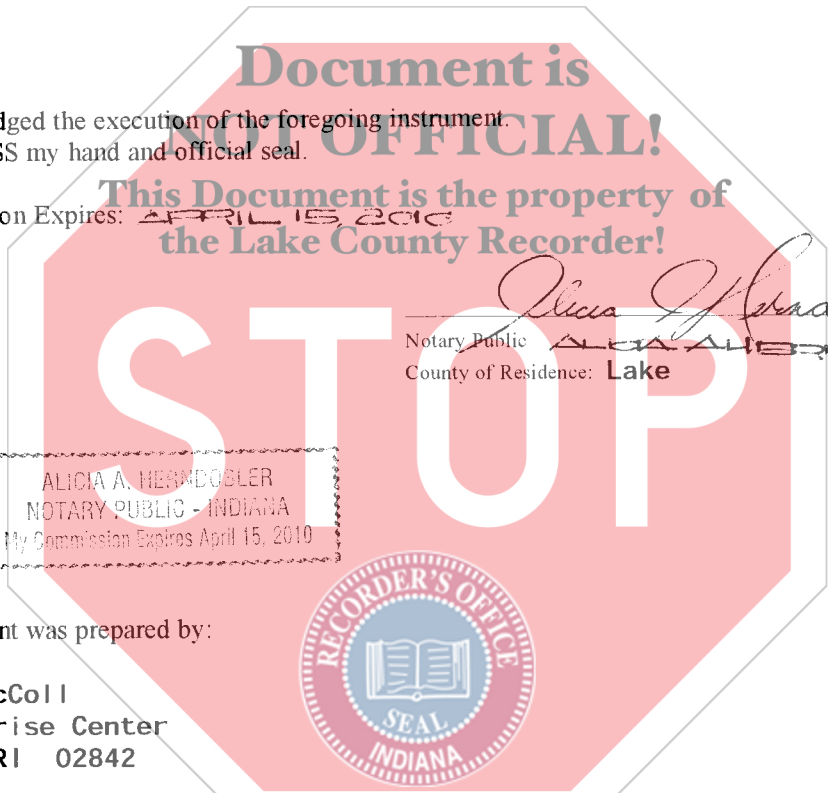 Document is
dged the execution of the foregoing instrument.
NOT OFFICIAL!
SS my hand and official seal.
This Document is the property of
on Expires: APRIL 15, 2010
the Lake County Recorder!
Notary Public ALICIA A.
County of Residence: Lake
STOP
ALICIA A. HERNDOBLER
NOTARY PUBLIC - INDIANA
My Commission Expires April 15, 2010
RECORDER'S OFFICE
SEAL
INDIANA
nt was prepared by:
cColl
rise Center
RI 02842